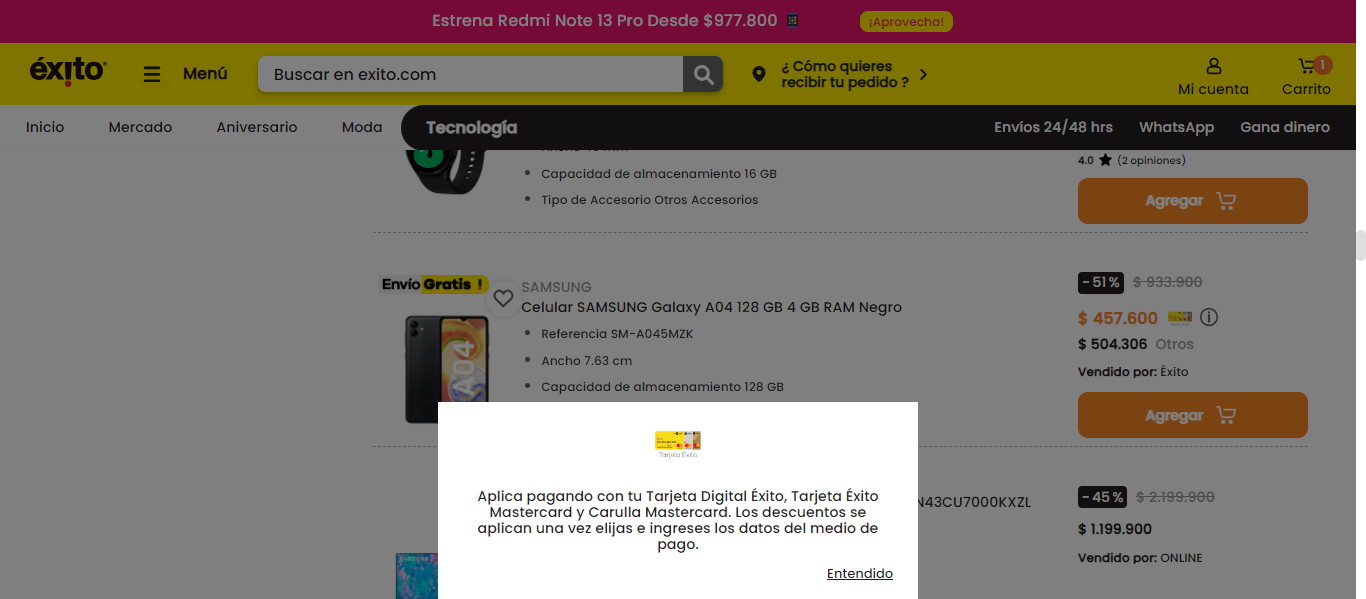 Estrena Redmi Note 13 Pro Desde $977.800
¡Aprovecha!
éxito
Menú
Buscar en exito.com
¿ Cómo quieres
recibir tu pedido ?
Mi cuenta
1
Carrito
Inicio
Mercado
Aniversario
Moda
Tecnología
Envíos 24/48 hrs
WhatsApp
Gana dinero
Capacidad de almacenamiento 16 GB
Tipo de Accesorio Otros Accesorios
4.0 (2 opiniones)
Agregar
Envío Gratis !
SAMSUNG
Celular SAMSUNG Galaxy A04 128 GB 4 GB RAM Negro
Referencia SM-A045MZK
Ancho 7.63 cm
Capacidad de almacenamiento 128 GB
A04
- 51 % $ 933.900
$ 457.600
$ 504.306 Otros
Vendido por: Éxito
Agregar
Tarjeta Éxito
Aplica pagando con tu Tarjeta Digital Éxito, Tarjeta Éxito
Mastercard y Carulla Mastercard. Los descuentos se
aplican una vez elijas e ingreses los datos del medio de
pago.
Entendido
N43CU7000KXZL
- 45 % $ 2.199.900
$ 1.199.900
Vendido por: ONLINE